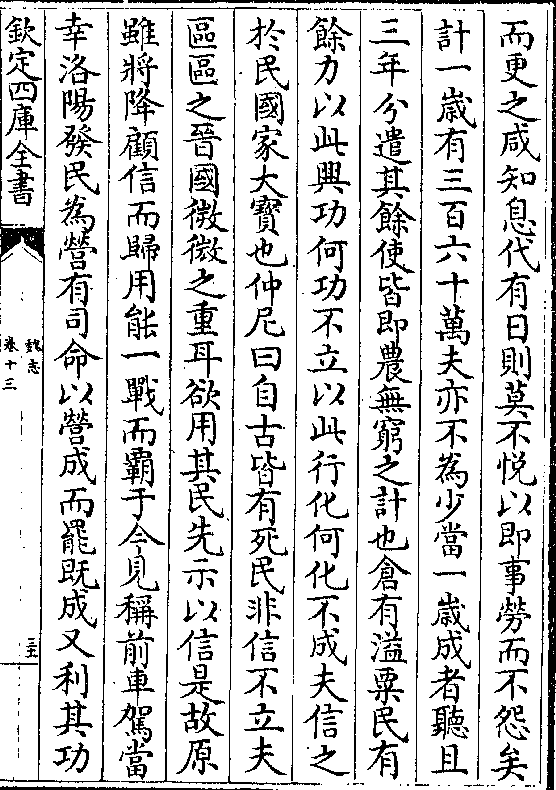 而更之咸知息代有日則莫不悦以即事勞而不怨矣
計一歳有三百六十萬夫亦不為少當一歳成者聽且
三年分遣其餘使皆即農無窮之計也倉有溢粟民有
餘力以此興功何功不立以此行化何化不成夫信之
於民國家大寳也仲尼曰自古皆有死民非信不立夫
區區之晉國微微之重耳欲用其民先示以信是故原
雖將降顧信而歸用能一戰而覇于今見稱前車駕當
幸洛陽發民為營有司命以營成而罷既成又利其功
欽定四庫全書
魏志
卷十三
三十五